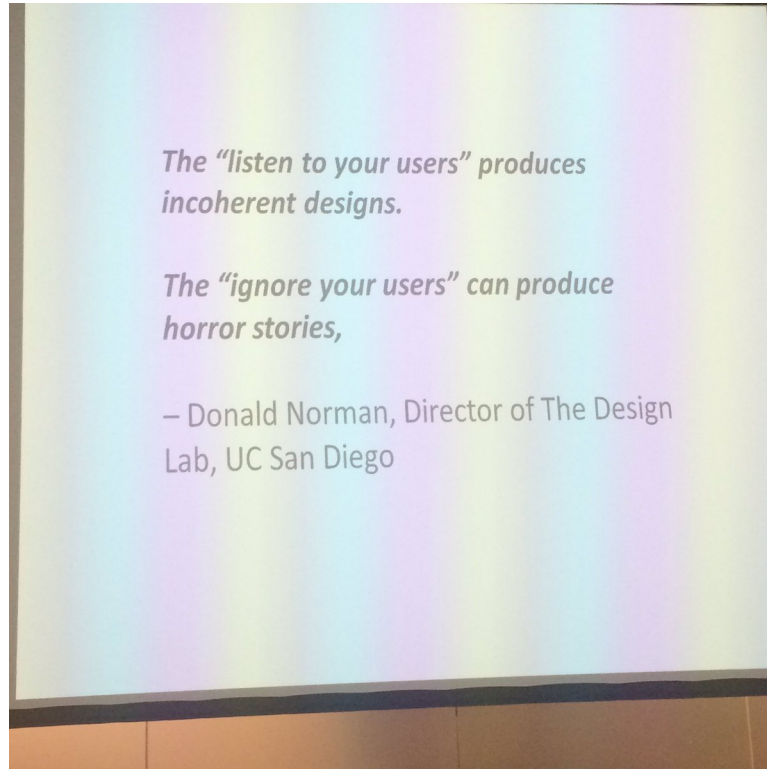 The “listen to your users” produces
incoherent designs.
The “ignore your users” can produce
horror stories,
– Donald Norman, Director of The Design
Lab, UC San Diego